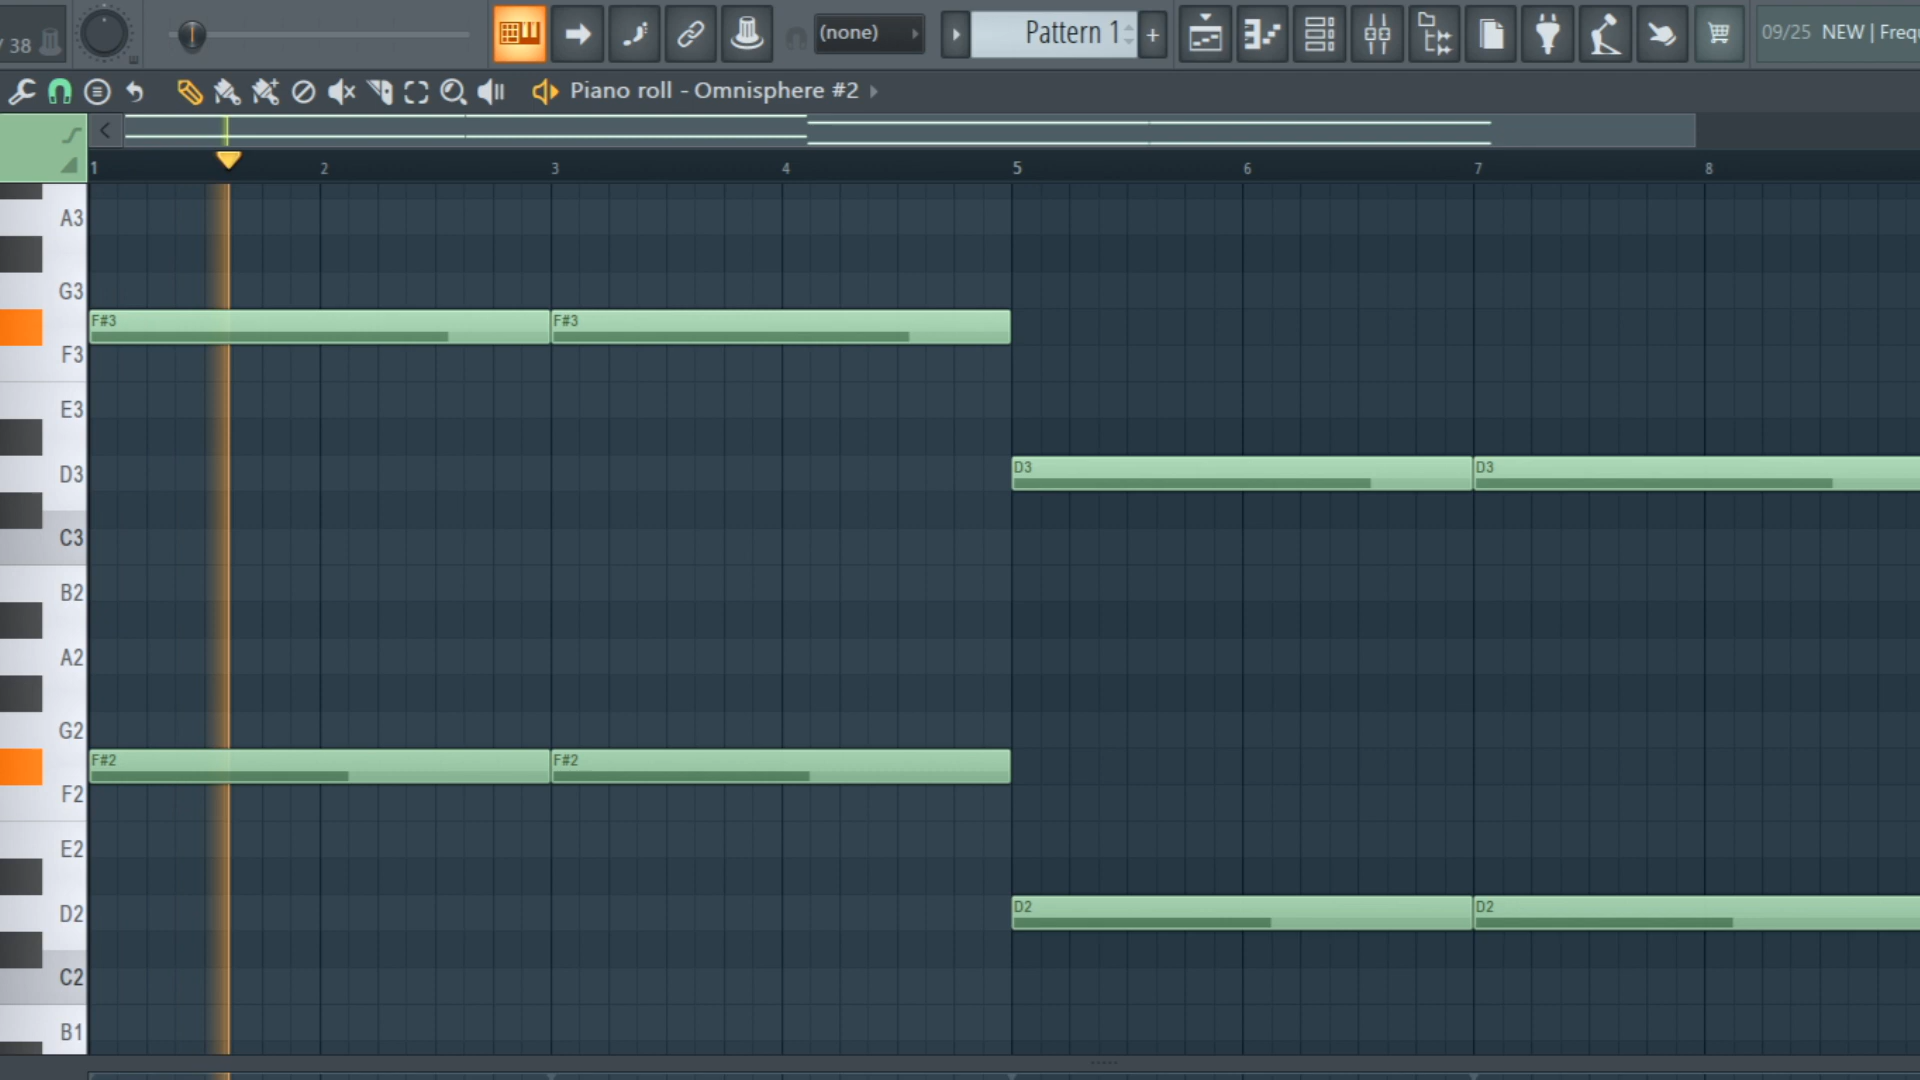 / 38
(none)
Pattern 1
+
09/25 NEW | Frequ
Piano roll - Omnisphere #2
1 2 3 4 5 6 7 8
A3
G3
F#3 F#3
F3
E3
D3 D3 D3
C3
B2
A2
G2
F#2 F#2
F2
E2
D2 D2 D2
C2
B1